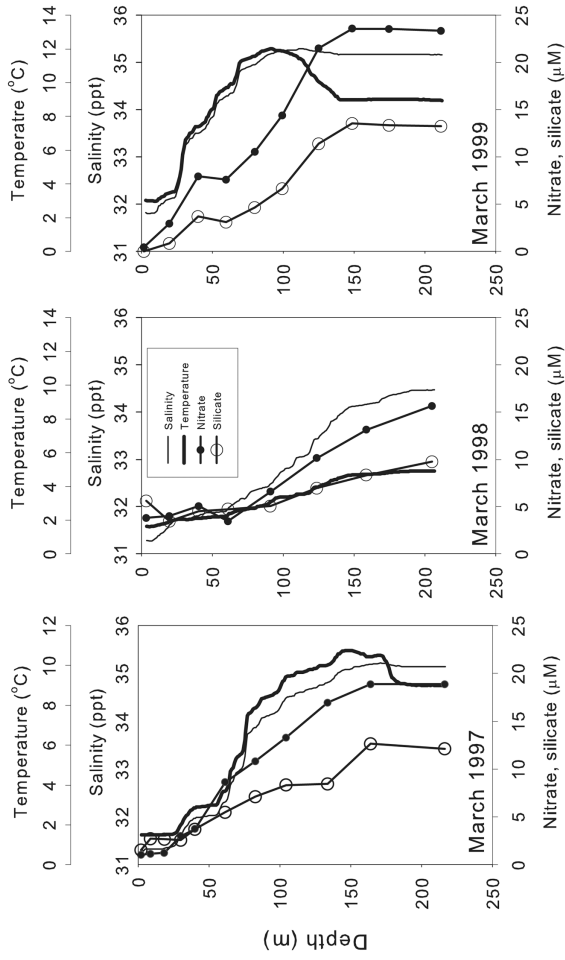 Temperature (°C)
0 2 4 6 8 10 12
Salinity (ppt)
31 32 33 34 35 36
Depth (m)
0
50
100
150
200
250
March 1997
0 5 10 15 20 25
Nitrate, silicate (μM)
Temperature (°C)
0 2 4 6 8 10 12 14
Salinity (ppt)
31 32 33 34 35 36
Salinity
Temperature
Nitrate
Silicate
0
50
100
150
200
250
March 1998
0 5 10 15 20 25
Nitrate, silicate (μM)
Temperatre (°C)
0 2 4 6 8 10 12 14
Salinity (ppt)
31 32 33 34 35 36
0
50
100
150
200
250
March 1999
0 5 10 15 20 25
Nitrate, silicate (μM)